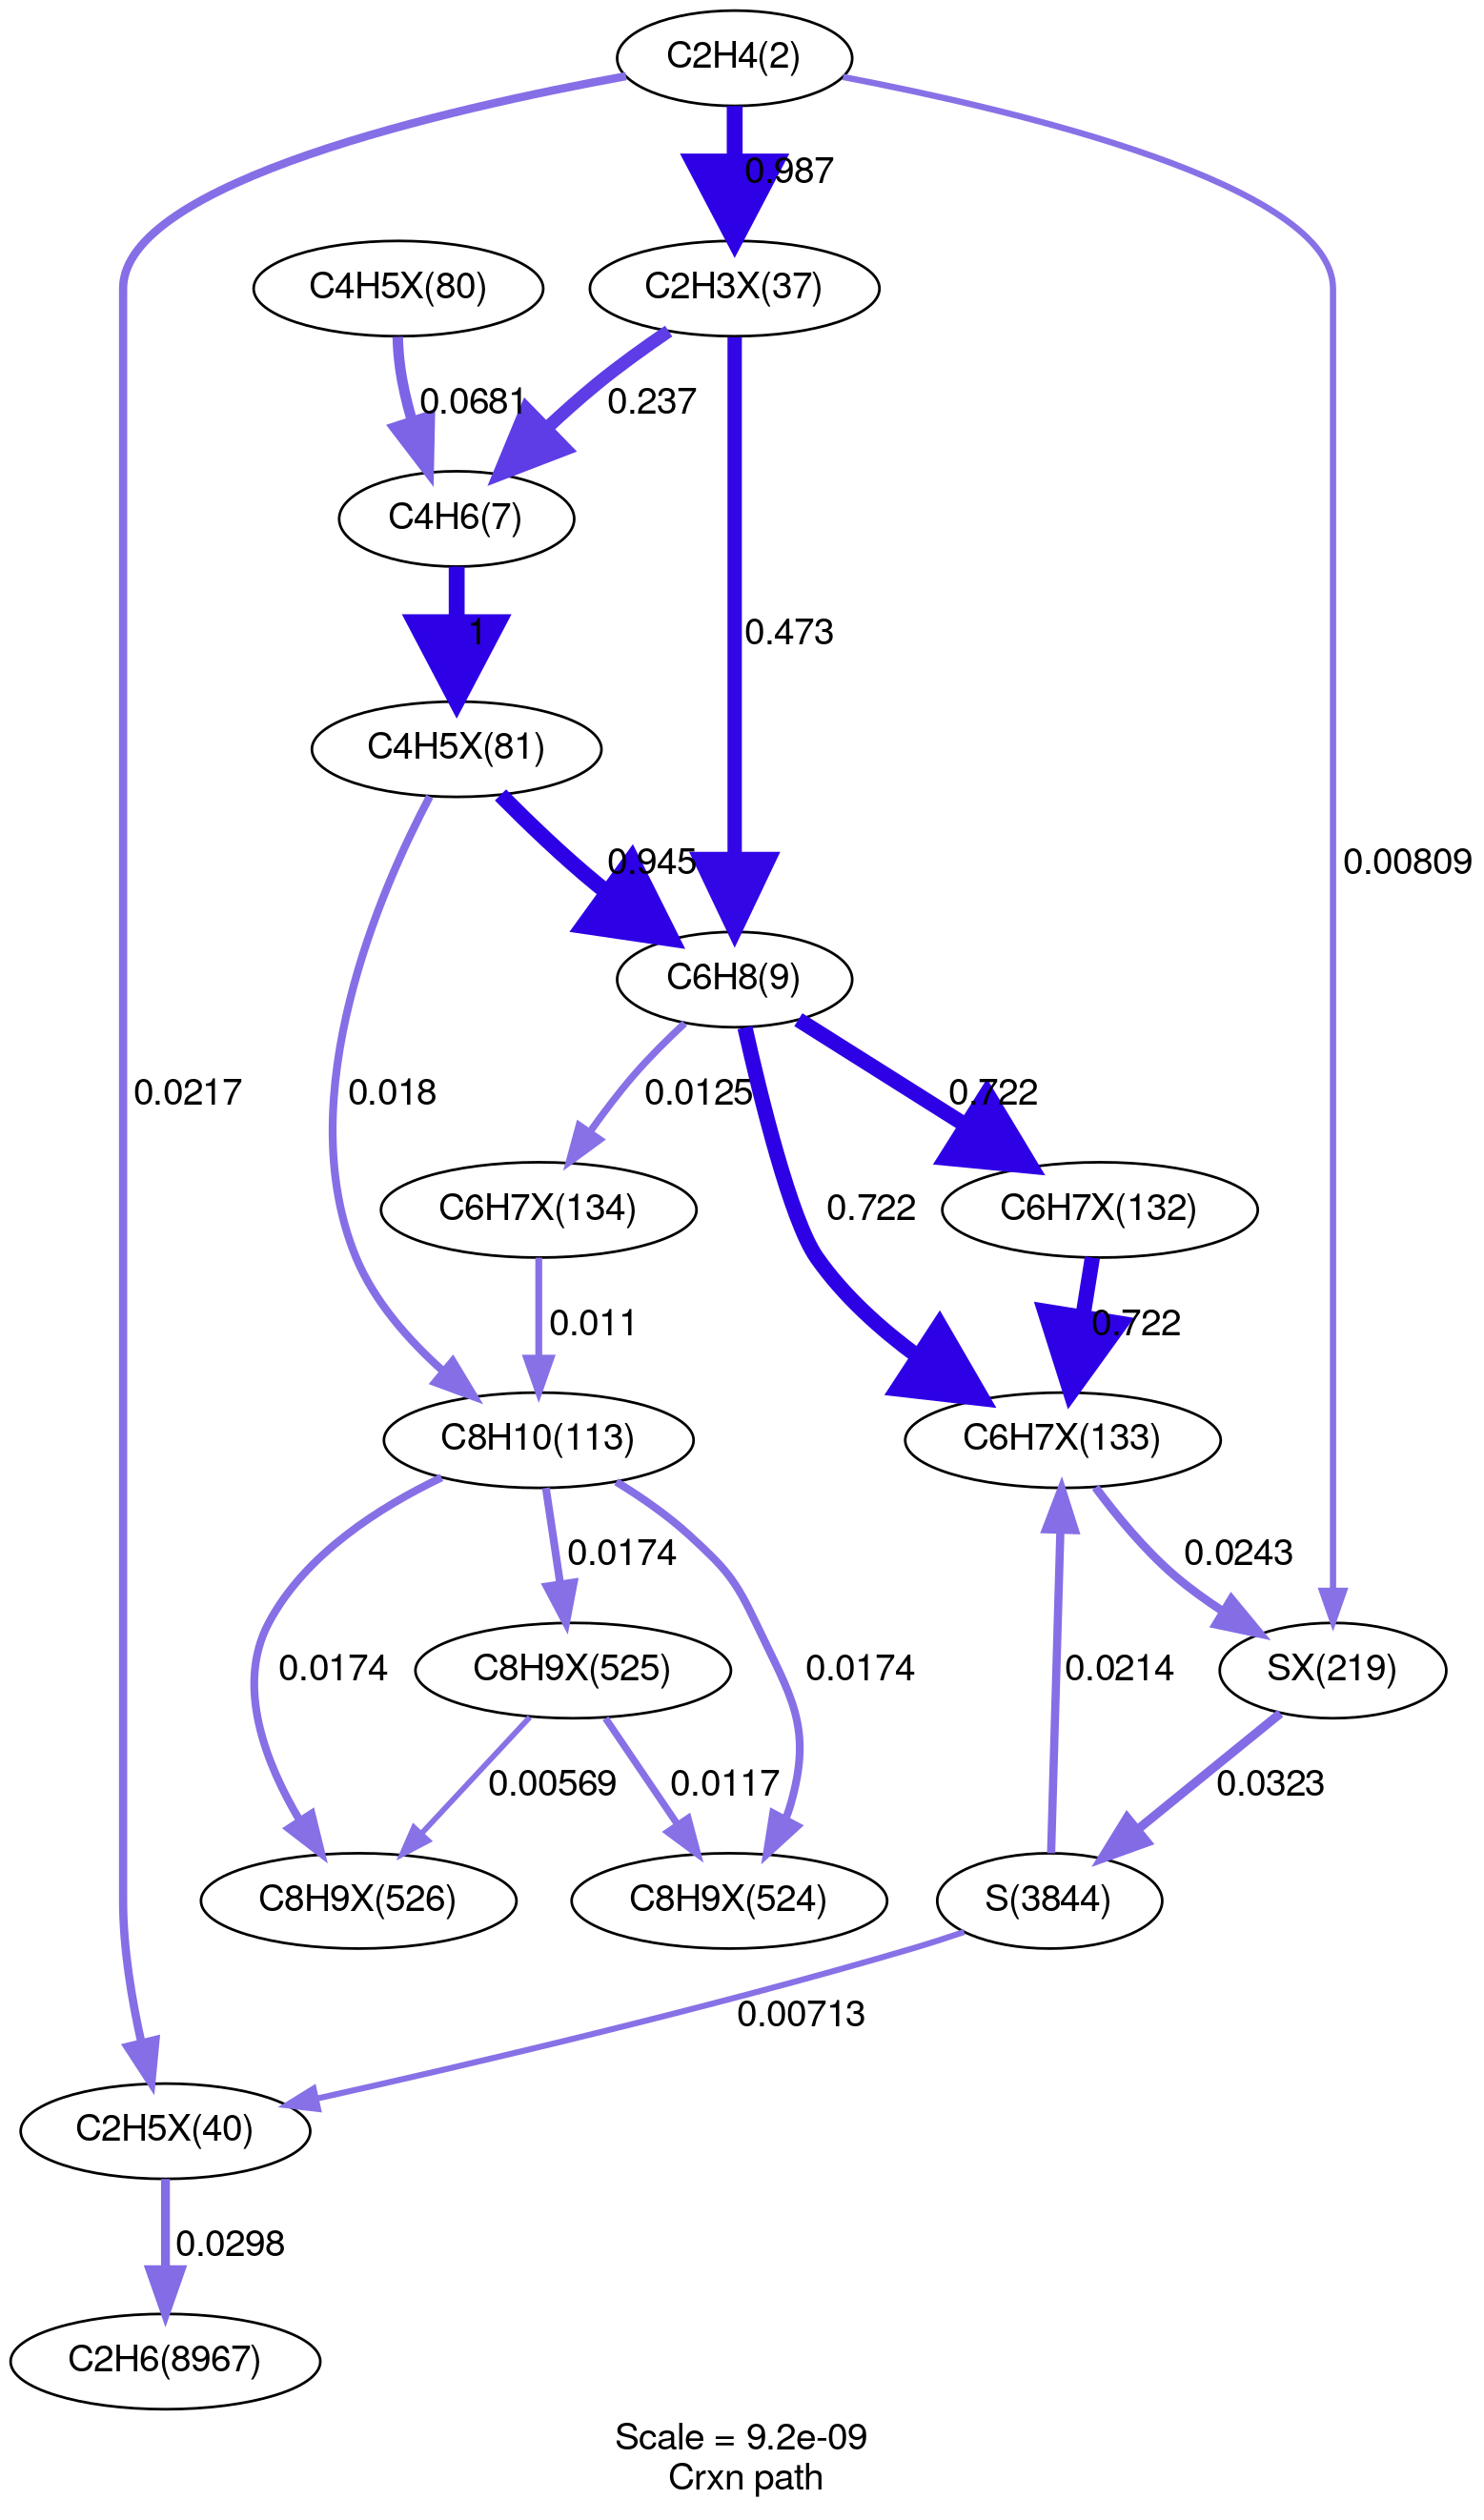 C2H4(2)
0.987
C4H5X(80)
C2H3X(37)
0.0681
0.237
C4H6(7)
1
0.473
C4H5X(81)
0.945
0.00809
C6H8(9)
0.0217
0.018
0.0125
0.722
C6H7X(134)
0.722
C6H7X(132)
0.011
0.722
C8H10(113)
C6H7X(133)
0.0174
0.0243
0.0174
C8H9X(525)
0.0174
0.0214
SX(219)
0.00569
0.0117
0.0323
C8H9X(526)
C8H9X(524)
S(3844)
0.00713
C2H5X(40)
0.0298
C2H6(8967)
Scale = 9.2e-09
Crxn path